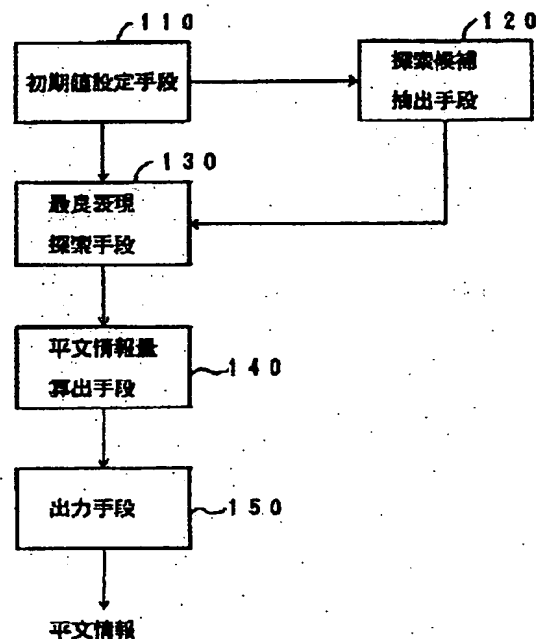 110
初期値設定手段
120
探索候補
抽出手段
130
最良表現
探索手段
平文情報量
算出手段
140
出力手段
150
平文情報